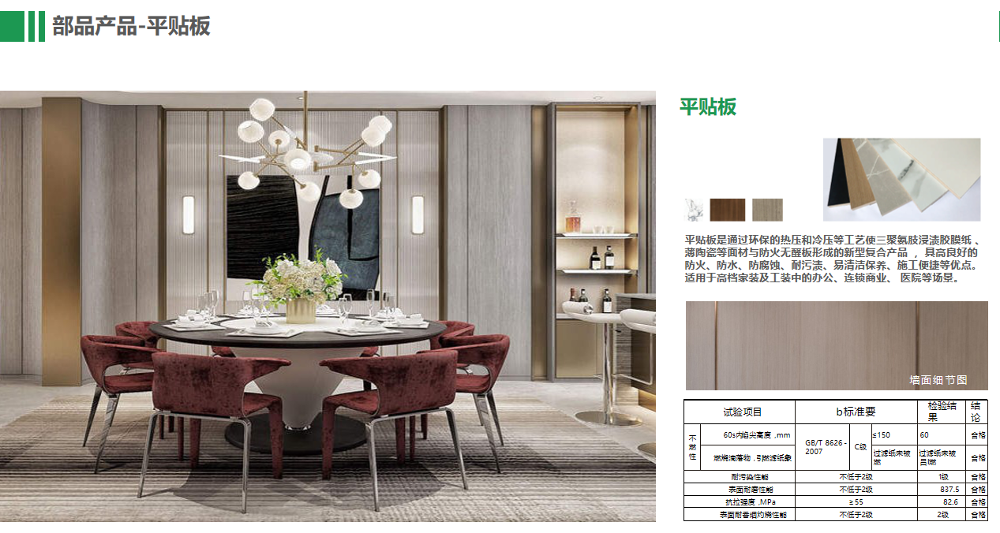 部品产品-平贴板
平贴板
平贴板是通过环保的热压和冷压等工艺使三聚氨肢浸渍胶膜纸 、
薄陶瓷等面材与防火无醛板形成的新型复合产品 ，具高良好的
防火、防水、防腐蚀、耐污渍、易清洁保养、施工便捷等优点。
适用于高档家装及工装中的办公、连锁商业、 医院等场景。
墙面细节图
试验项目 b标准要 检验结果 结论
不燃性 60s内焰尖高度 ,mm GB/T 8626 - 2007 C级 ≤150 60 合格
燃烧滴落物 , 引燃滤纸象 过滤纸未被燃 过滤纸未被吕I燃 合格
耐污染性能 不低于2级 1级 合格
表面耐磨性能 不低于2级 837.5 合格
抗拉强度 ,MPa ≥55 82.6 合格
表面耐香烟灼烧性能 不低于2级 2级 合格